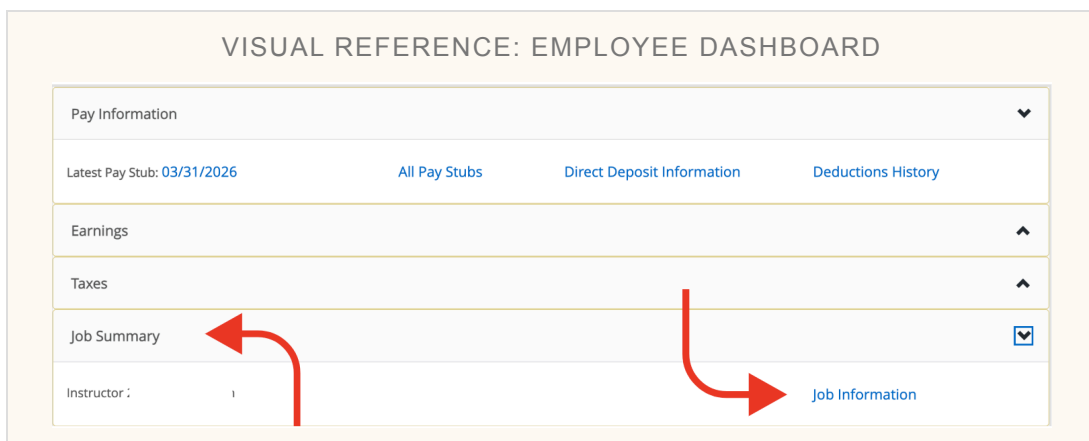 VISUAL REFERENCE: EMPLOYEE DASHBOARD
Pay Information
Latest Pay Stub: 03/31/2026 All Pay Stubs Direct Deposit Information Deductions History
Earnings
Taxes
Job Summary
Instructor Job Information